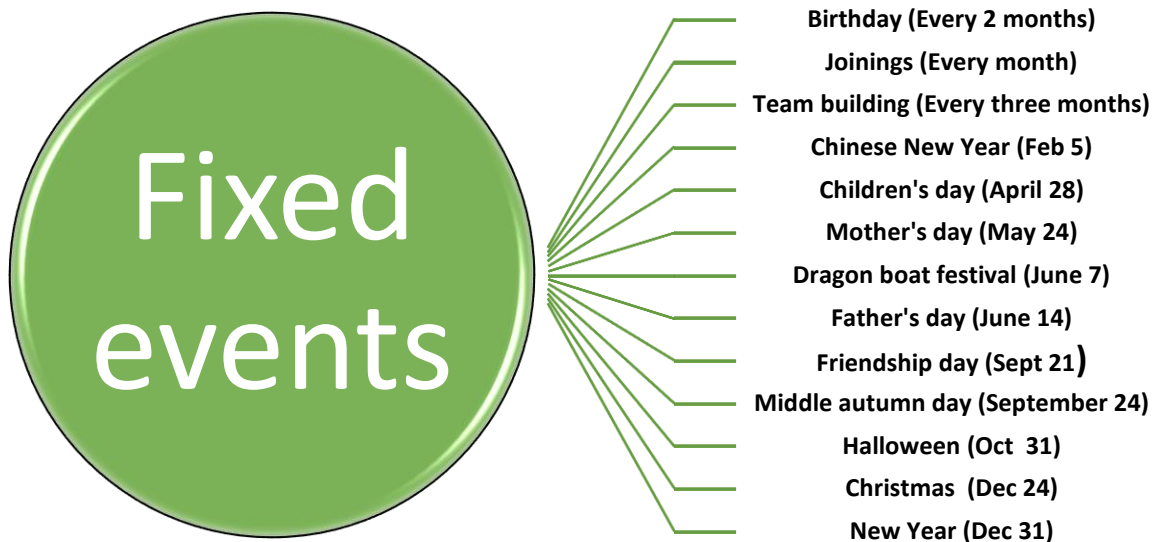 Fixed
events
Birthday (Every 2 months)
Joinings (Every month)
Team building (Every three months)
Chinese New Year (Feb 5)
Children's day (April 28)
Mother's day (May 24)
Dragon boat festival (June 7)
Father's day (June 14)
Friendship day (Sept 21)
Middle autumn day (September 24)
Halloween (Oct  31)
Christmas  (Dec 24)
New Year (Dec 31)